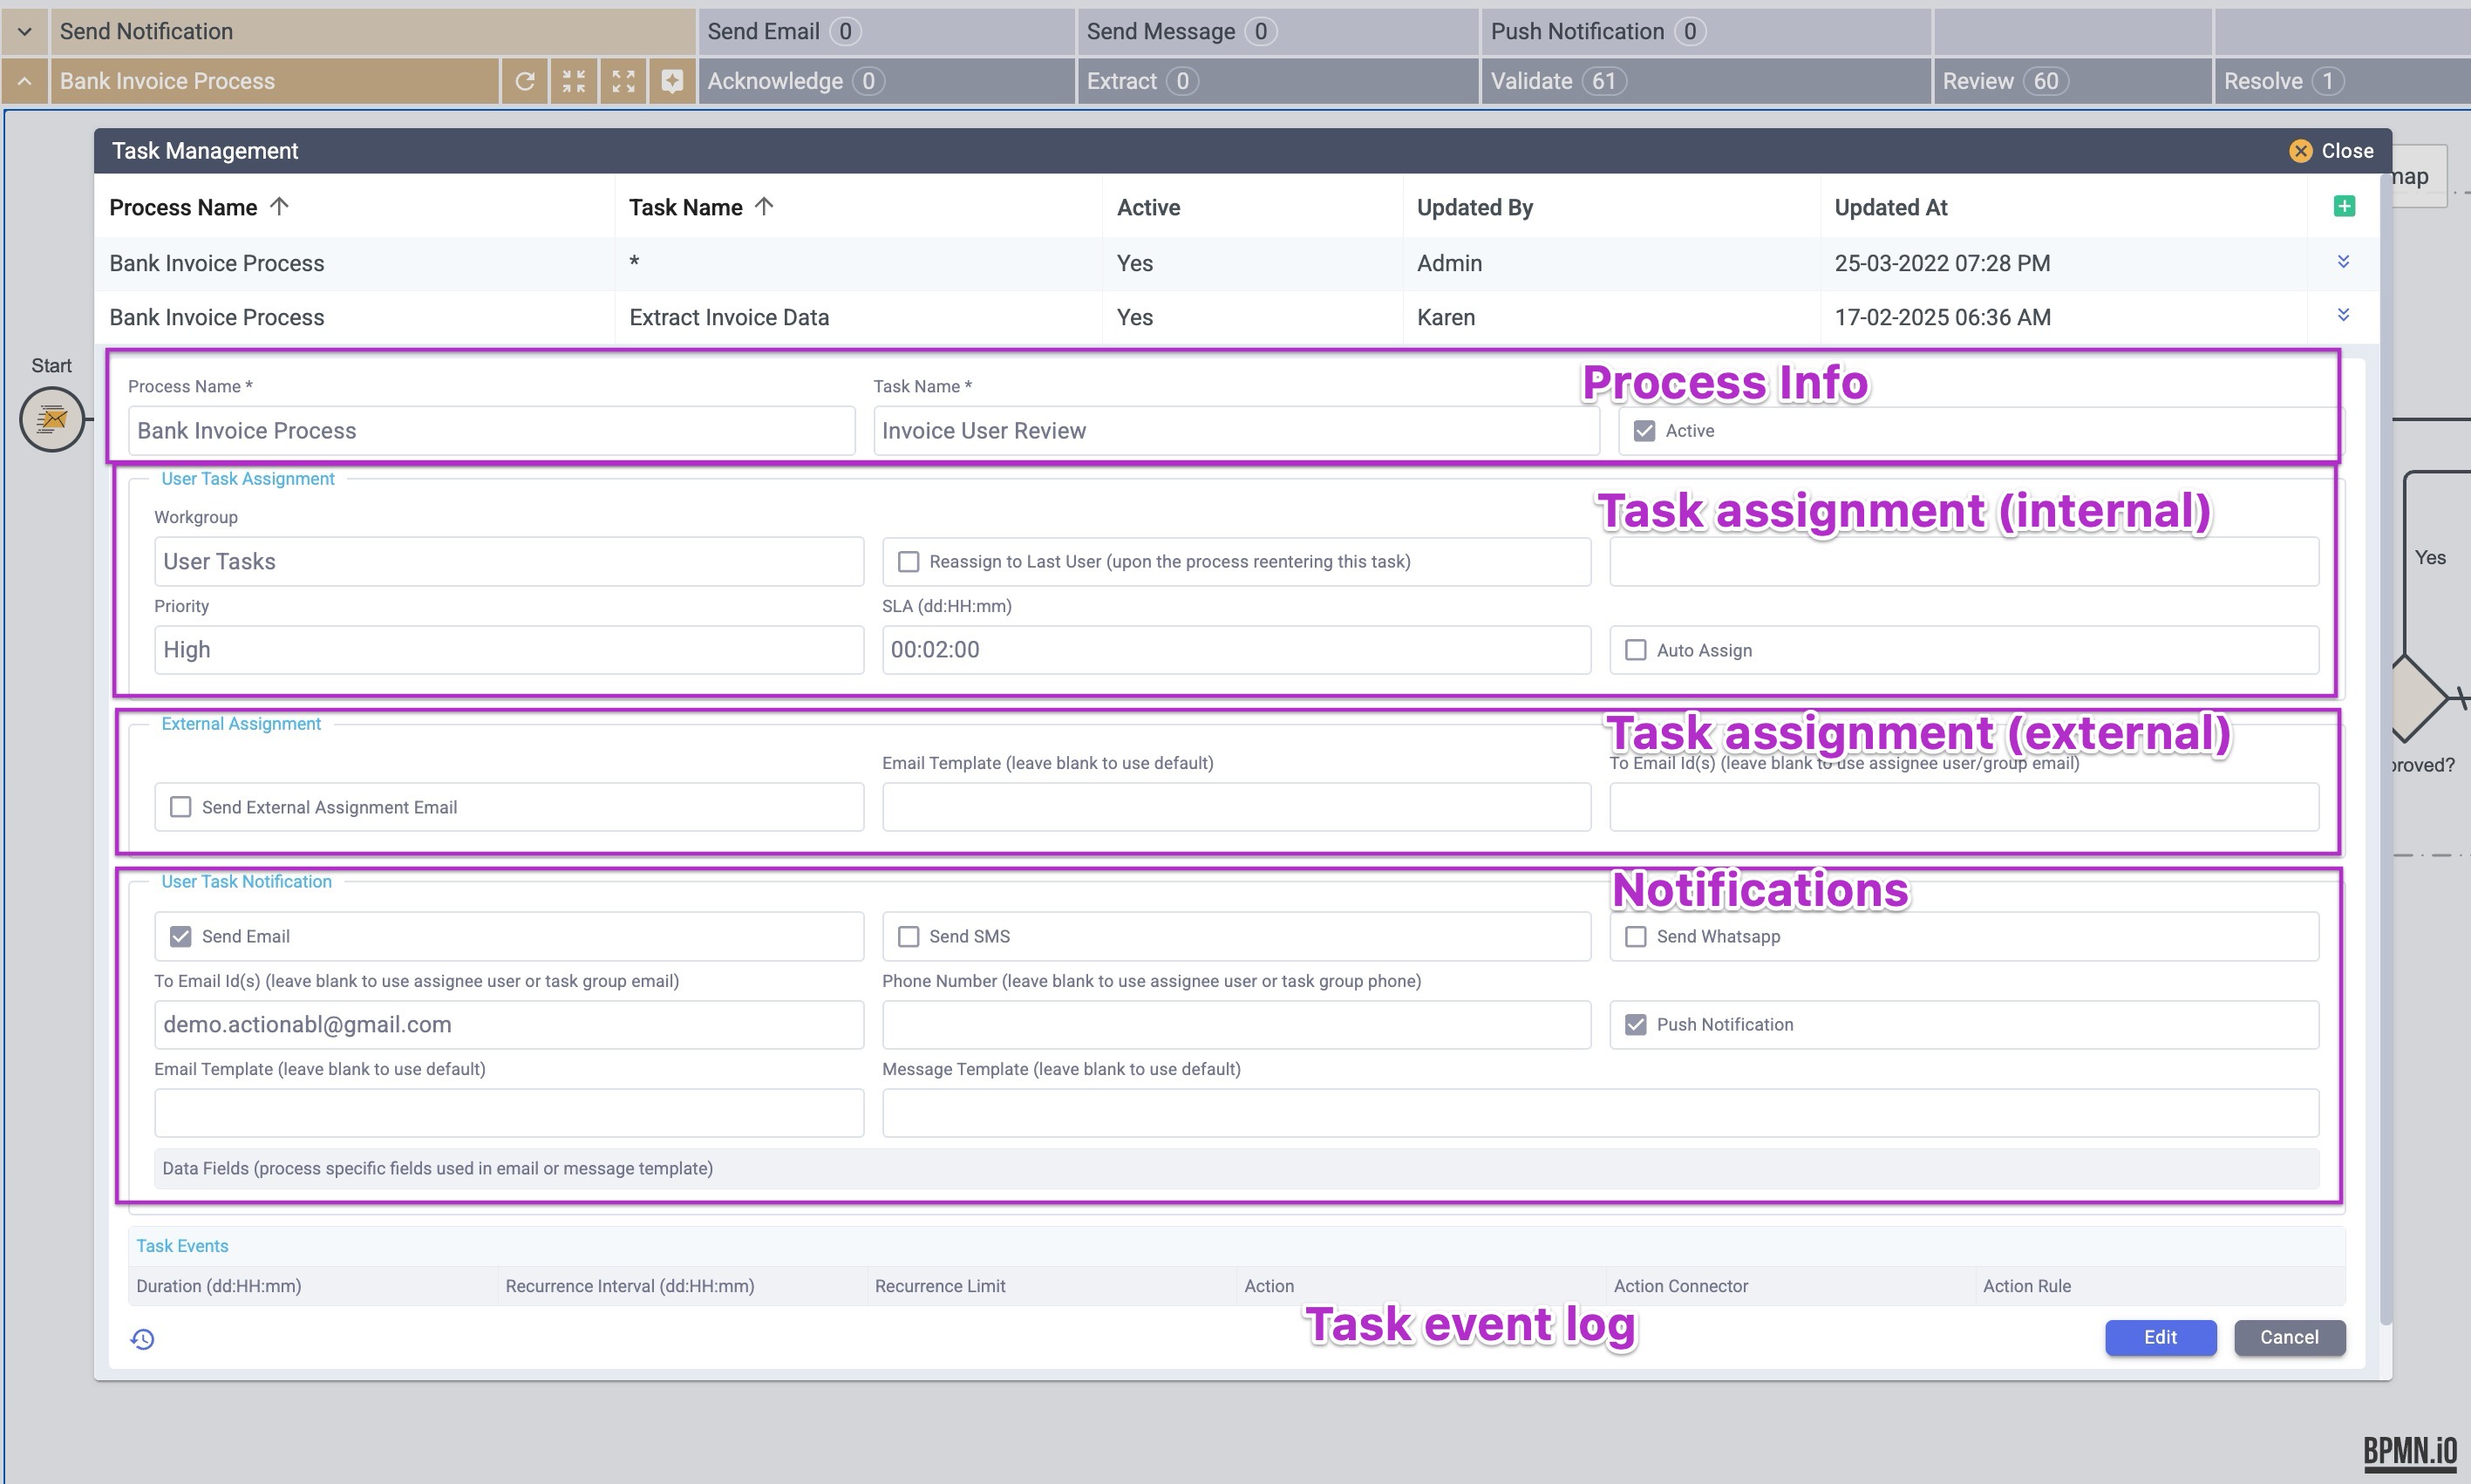 Send Notification Send Email 0 Send Message 0 Push Notification 0
Bank Invoice Process Acknowledge 0 Extract 0 Validate 61 Review 60 Resolve 1
Task Management Close
map
Process Name Task Name Active Updated By Updated At
Bank Invoice Process * Yes Admin 25-03-2022 07:28 PM
Bank Invoice Process Extract Invoice Data Yes Karen 17-02-2025 06:36 AM
Start
Process Info
Process Name * Task Name *
Bank Invoice Process Invoice User Review Active
User Task Assignment
Task assignment (internal)
Workgroup
User Tasks Reassign to Last User (upon the process reentering this task)
Yes
Priority SLA (dd:HH:mm)
High 00:02:00 Auto Assign
External Assignment
Task assignment (external)
Email Template (leave blank to use default) To Email Id(s) (leave blank to use assignee user/group email)
proved?
Send External Assignment Email
User Task Notification
Notifications
Send Email Send SMS Send Whatsapp
To Email Id(s) (leave blank to use assignee user or task group email) Phone Number (leave blank to use assignee user or task group phone)
demo.actionabl@gmail.com Push Notification
Email Template (leave blank to use default) Message Template (leave blank to use default)
Data Fields (process specific fields used in email or message template)
Task Events
Duration (dd:HH:mm) Recurrence Interval (dd:HH:mm) Recurrence Limit Action Action Connector Action Rule
Task event log
Edit Cancel
BPMN.iO